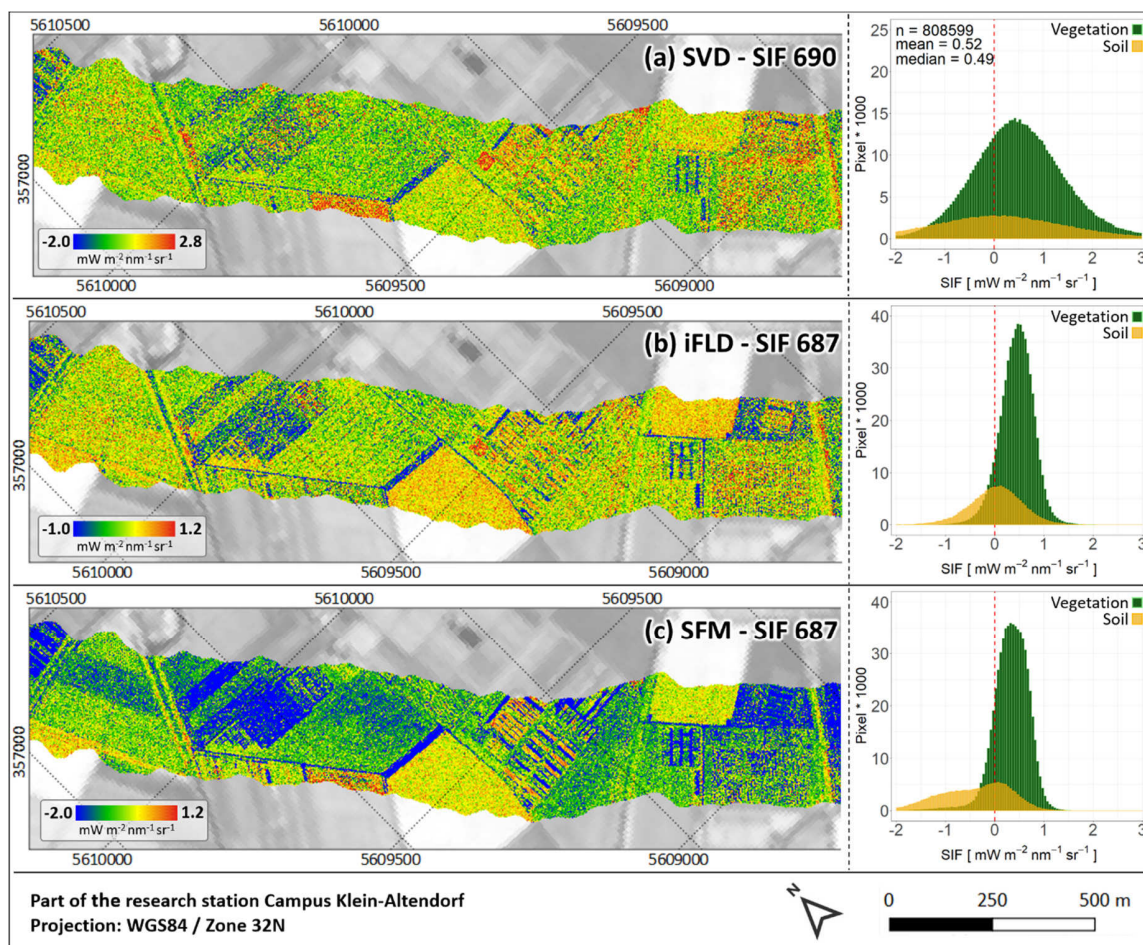 5610500
5610000
5609500
(a) SVD - SIF 690
357000
-2.0 2.8
mW m⁻² nm⁻¹ sr⁻¹
5610000
5609500
5609000
25
20
15
10
5
0
Pixel * 1000
n = 808599
mean = 0.52
median = 0.49
Vegetation
Soil
-2 -1 0 1 2 3
SIF [ mW m⁻² nm⁻¹ sr⁻¹ ]
5610500
5610000
5609500
(b) iFLD - SIF 687
357000
-1.0 1.2
mW m⁻² nm⁻¹ sr⁻¹
5610000
5609500
5609000
40
30
20
10
0
Pixel * 1000
Vegetation
Soil
-2 -1 0 1 2 3
SIF [ mW m⁻² nm⁻¹ sr⁻¹ ]
5610500
5610000
5609500
(c) SFM - SIF 687
357000
-2.0 1.2
mW m⁻² nm⁻¹ sr⁻¹
5610000
5609500
5609000
40
30
20
10
0
Pixel * 1000
Vegetation
Soil
-2 -1 0 1 2 3
SIF [ mW m⁻² nm⁻¹ sr⁻¹ ]
Part of the research station Campus Klein-Altendorf
Projection: WGS84 / Zone 32N
N
0 250 500 m